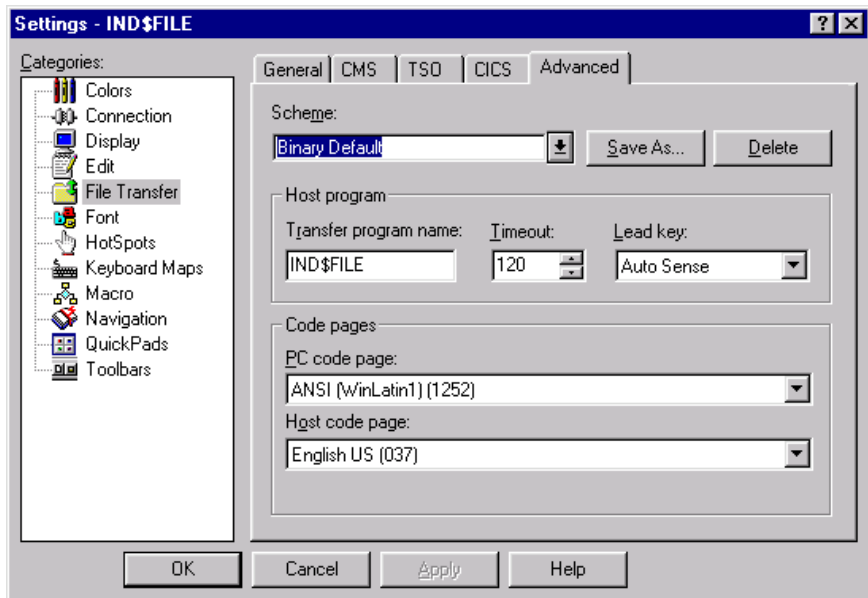 Settings - IND$FILE
Categories:
Colors
Connection
Display
Edit
File Transfer
Font
HotSpots
Keyboard Maps
Macro
Navigation
QuickPads
Toolbars
General CMS TSO CICS Advanced
Scheme:
Binary Default Save As... Delete
Host program
Transfer program name: Timeout: Lead key:
IND$FILE 120 Auto Sense
Code pages
PC code page:
ANSI (WinLatin1) (1252)
Host code page:
English US (037)
OK Cancel Apply Help